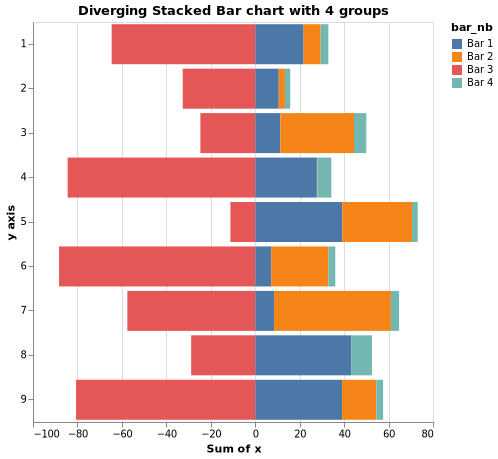 Diverging Stacked Bar chart with 4 groups
bar_nb
Bar 1
Bar 2
Bar 3
Bar 4
y axis
1
2
3
4
5
6
7
8
9
−100 −80 −60 −40 −20 0 20 40 60 80
Sum of x